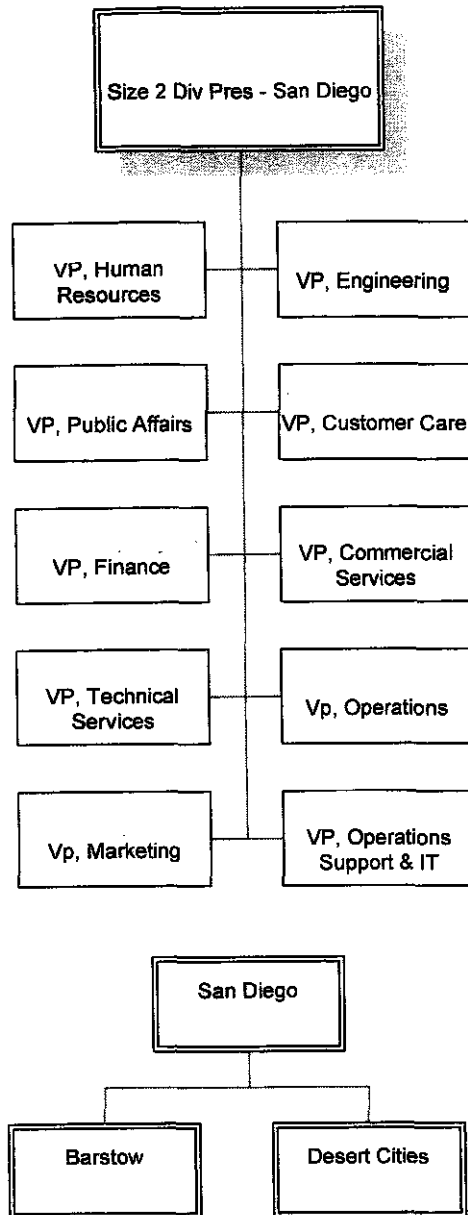 Size 2 Div Pres - San Diego
VP, Human
Resources
VP, Engineering
VP, Public Affairs
VP, Customer Care
VP, Finance
VP, Commercial
Services
VP, Technical
Services
Vp, Operations
Vp, Marketing
VP, Operations
Support & IT
San Diego
Barstow
Desert Cities